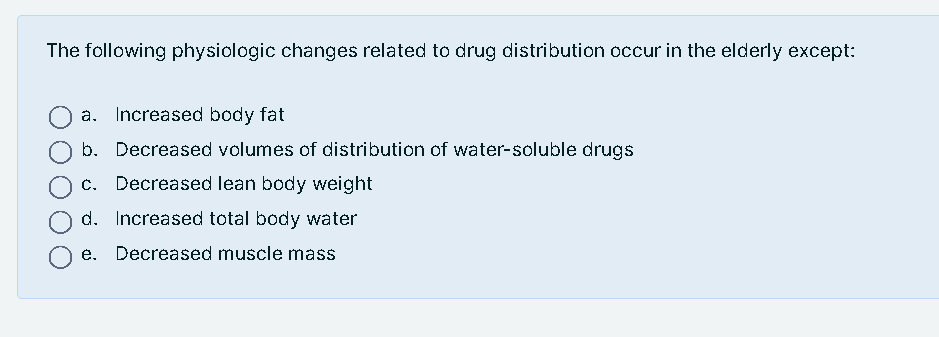 The following physiologic changes related to drug distribution occur in the elderly except:
a. Increased body fat
b. Decreased volumes of distribution of water-soluble drugs
c. Decreased lean body weight
d. Increased total body water
e. Decreased muscle mass